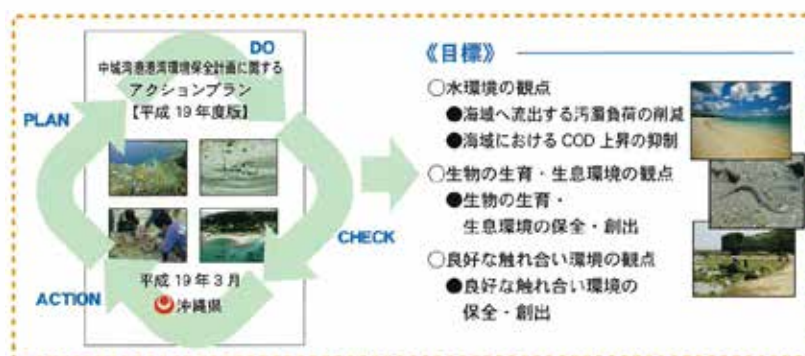 DO
中城湾港港湾環境保全計画に関する
アクションプラン
【平成19年度版】
PLAN
CHECK
ACTION
平成19年3月
沖縄県
《目標》
○水環境の観点
●海域へ流出する汚濁負荷の削減
●海域におけるCOD上昇の抑制
○生物の生育・生息環境の観点
●生物の生育・
生息環境の保全・創出
○良好な触れ合い環境の観点
●良好な触れ合い環境の
保全・創出